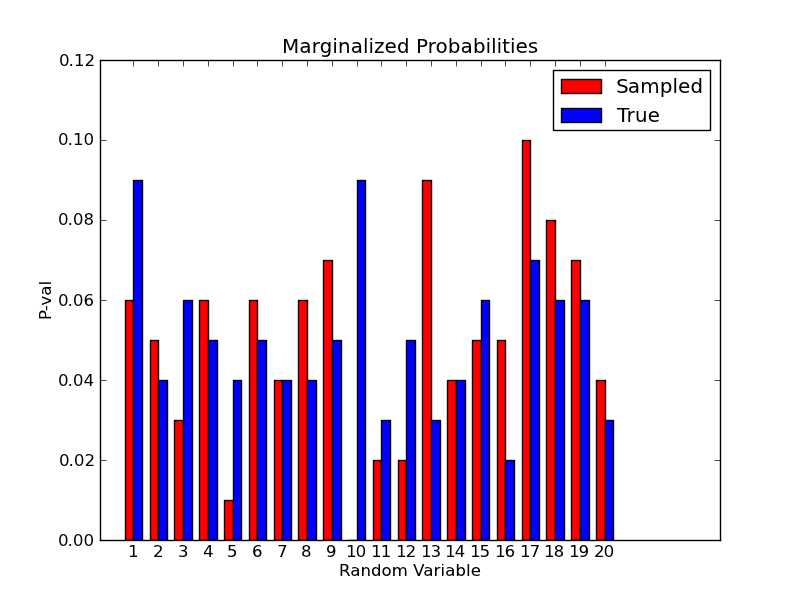 Marginalized Probabilities
Sampled
True
0.12
0.10
0.08
0.06
0.04
0.02
0.00
P-val
1 2 3 4 5 6 7 8 9 10 11 12 13 14 15 16 17 18 19 20
Random Variable